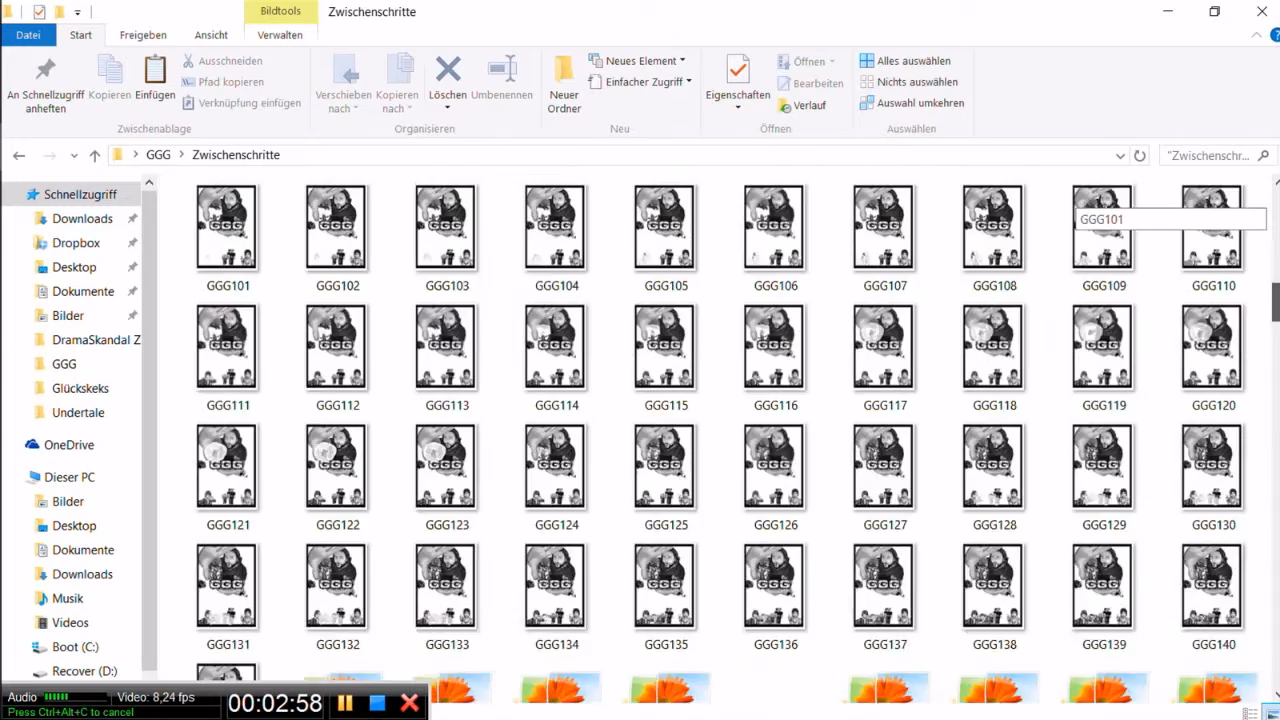 Bildtools
Zwischenschritte
Datei
Start
Freigeben
Ansicht
Verwalten
An Schnellzugriff
anheften
Kopieren
Einfügen
Ausschneiden
Pfad kopieren
Verknüpfung einfügen
Verschieben
nach
Kopieren
nach
Löschen
Umbenennen
Neuer
Ordner
Neues Element
Einfacher Zugriff
Eigenschaften
Öffnen
Bearbeiten
Verlauf
Alles auswählen
Nichts auswählen
Auswahl umkehren
Zwischenablage
Organisieren
Neu
Öffnen
Auswählen
GGG
Zwischenschritte
"Zwischenschr...
Schnellzugriff
Downloads
Dropbox
Desktop
Dokumente
Bilder
DramaSkandal Z
GGG
Glückskeks
Undertale
OneDrive
Dieser PC
Bilder
Desktop
Dokumente
Downloads
Musik
Videos
Boot (C:)
Recover (D:)
GGG101
GGG101 GGG102 GGG103 GGG104 GGG105 GGG106 GGG107 GGG108 GGG109 GGG110
GGG111 GGG112 GGG113 GGG114 GGG115 GGG116 GGG117 GGG118 GGG119 GGG120
GGG121 GGG122 GGG123 GGG124 GGG125 GGG126 GGG127 GGG128 GGG129 GGG130
GGG131 GGG132 GGG133 GGG134 GGG135 GGG136 GGG137 GGG138 GGG139 GGG140
Audio
Video: 8,24 fps
Press Ctrl+Alt+C to cancel
00:02:58